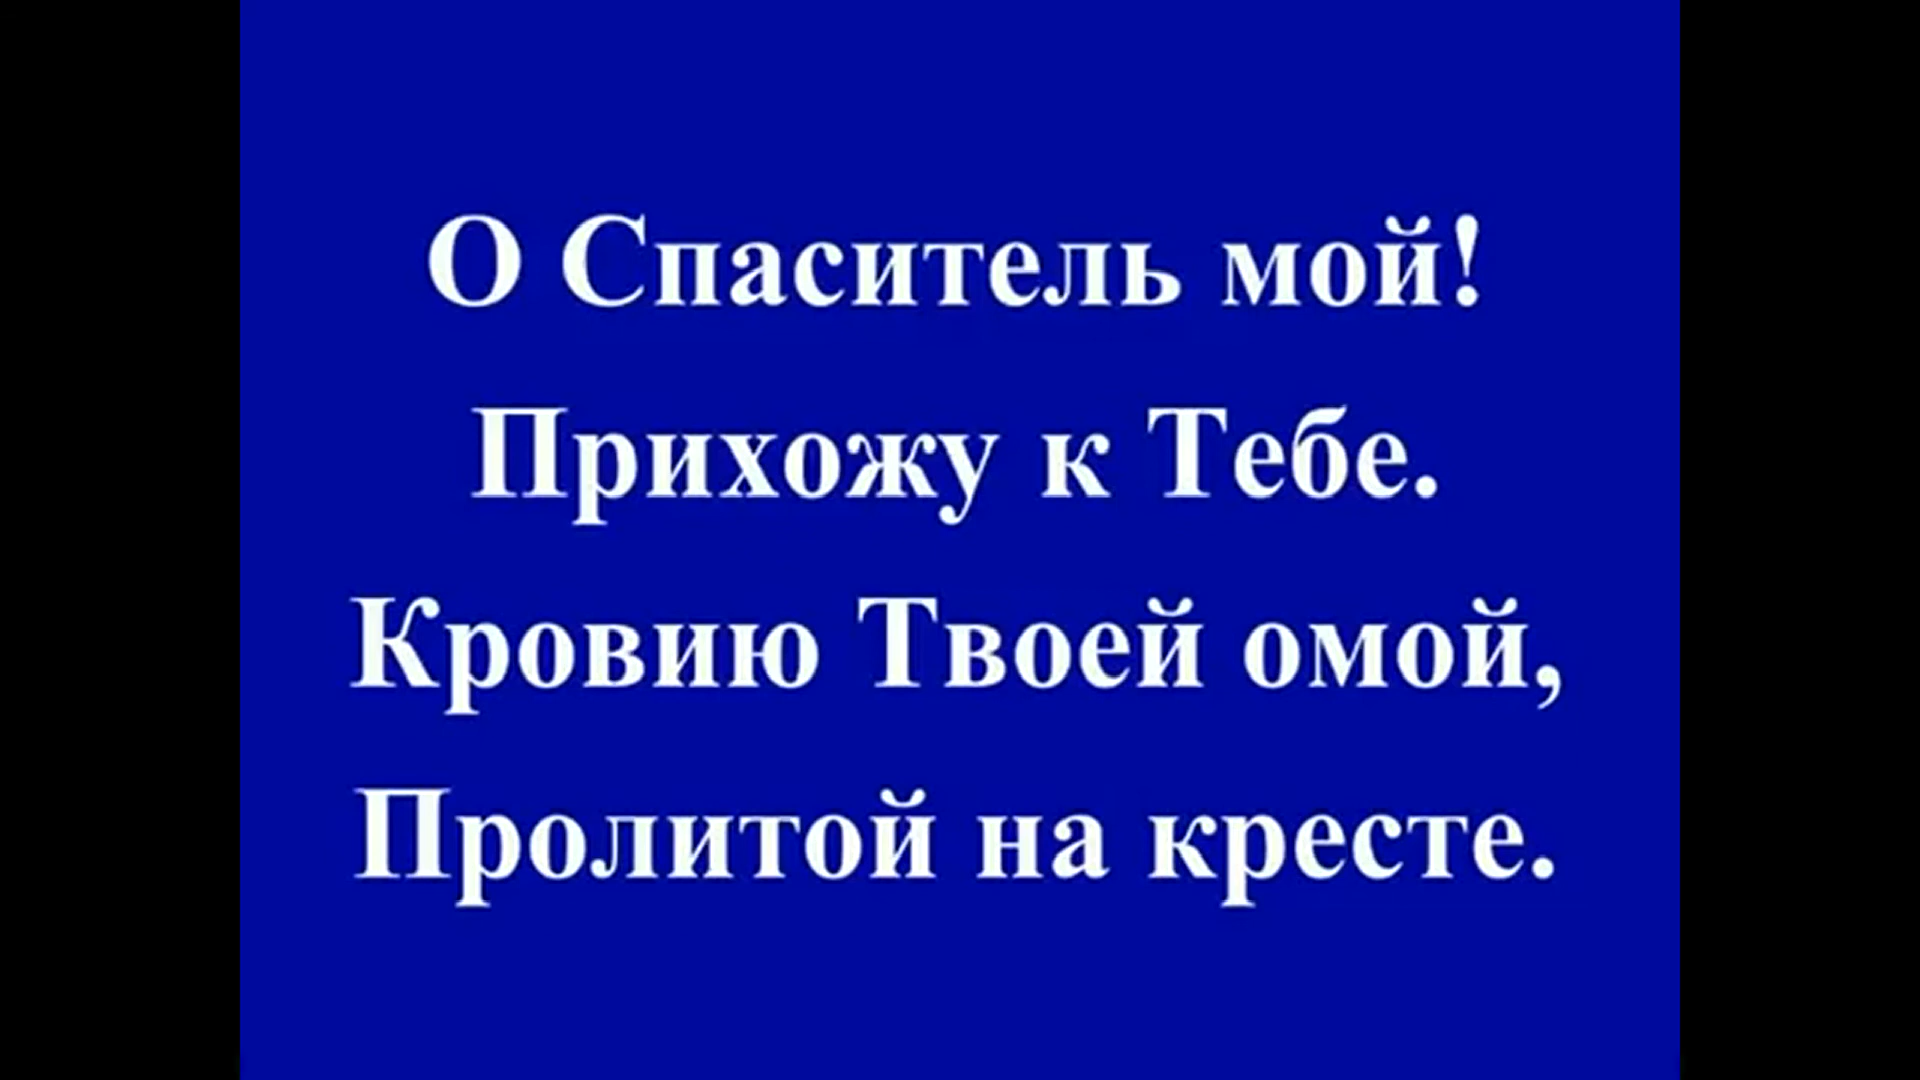 О Спаситель мой!
Прихожу к Тебе.
Кровию Твоей омой,
Пролитой на кресте.